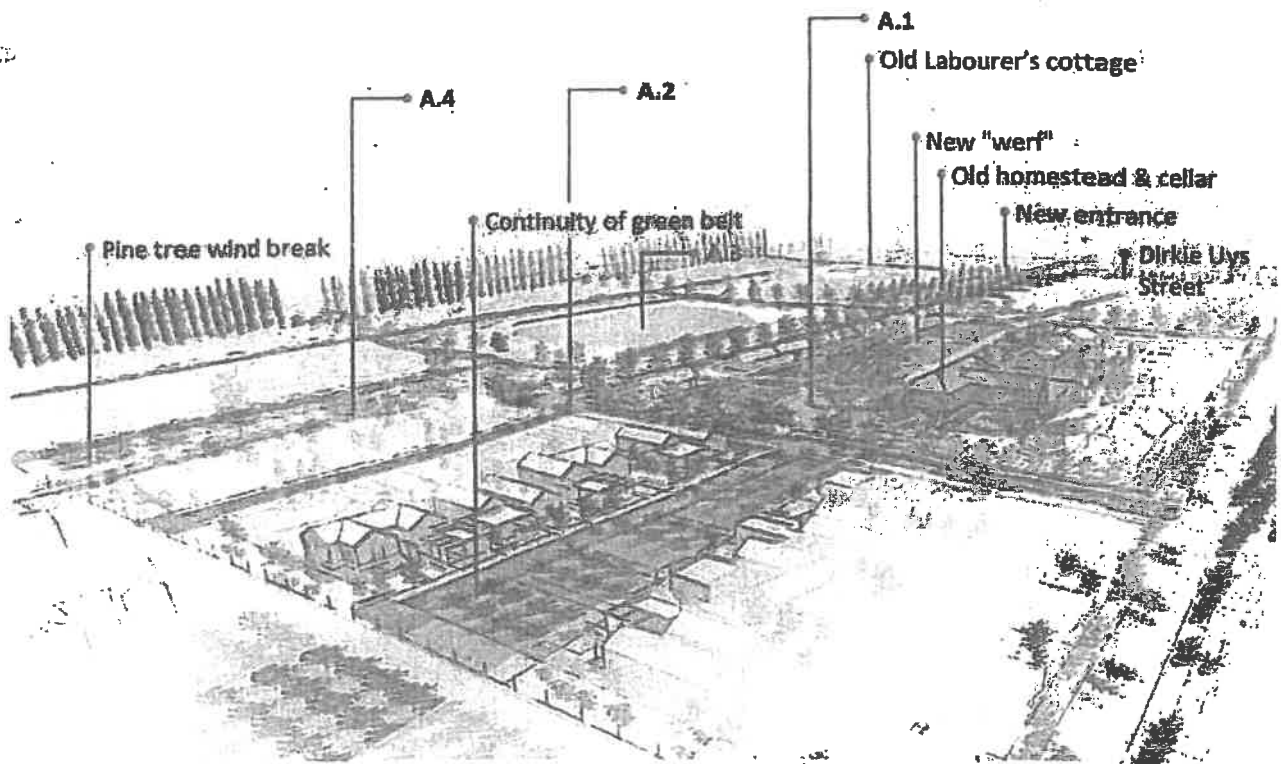 A.1
Old Labourer's cottage
A.4
A.2
New "werf"
Old homestead & cellar
New entrance
Continuity of green belt
Pine tree wind break
Dirkie Uys
Street